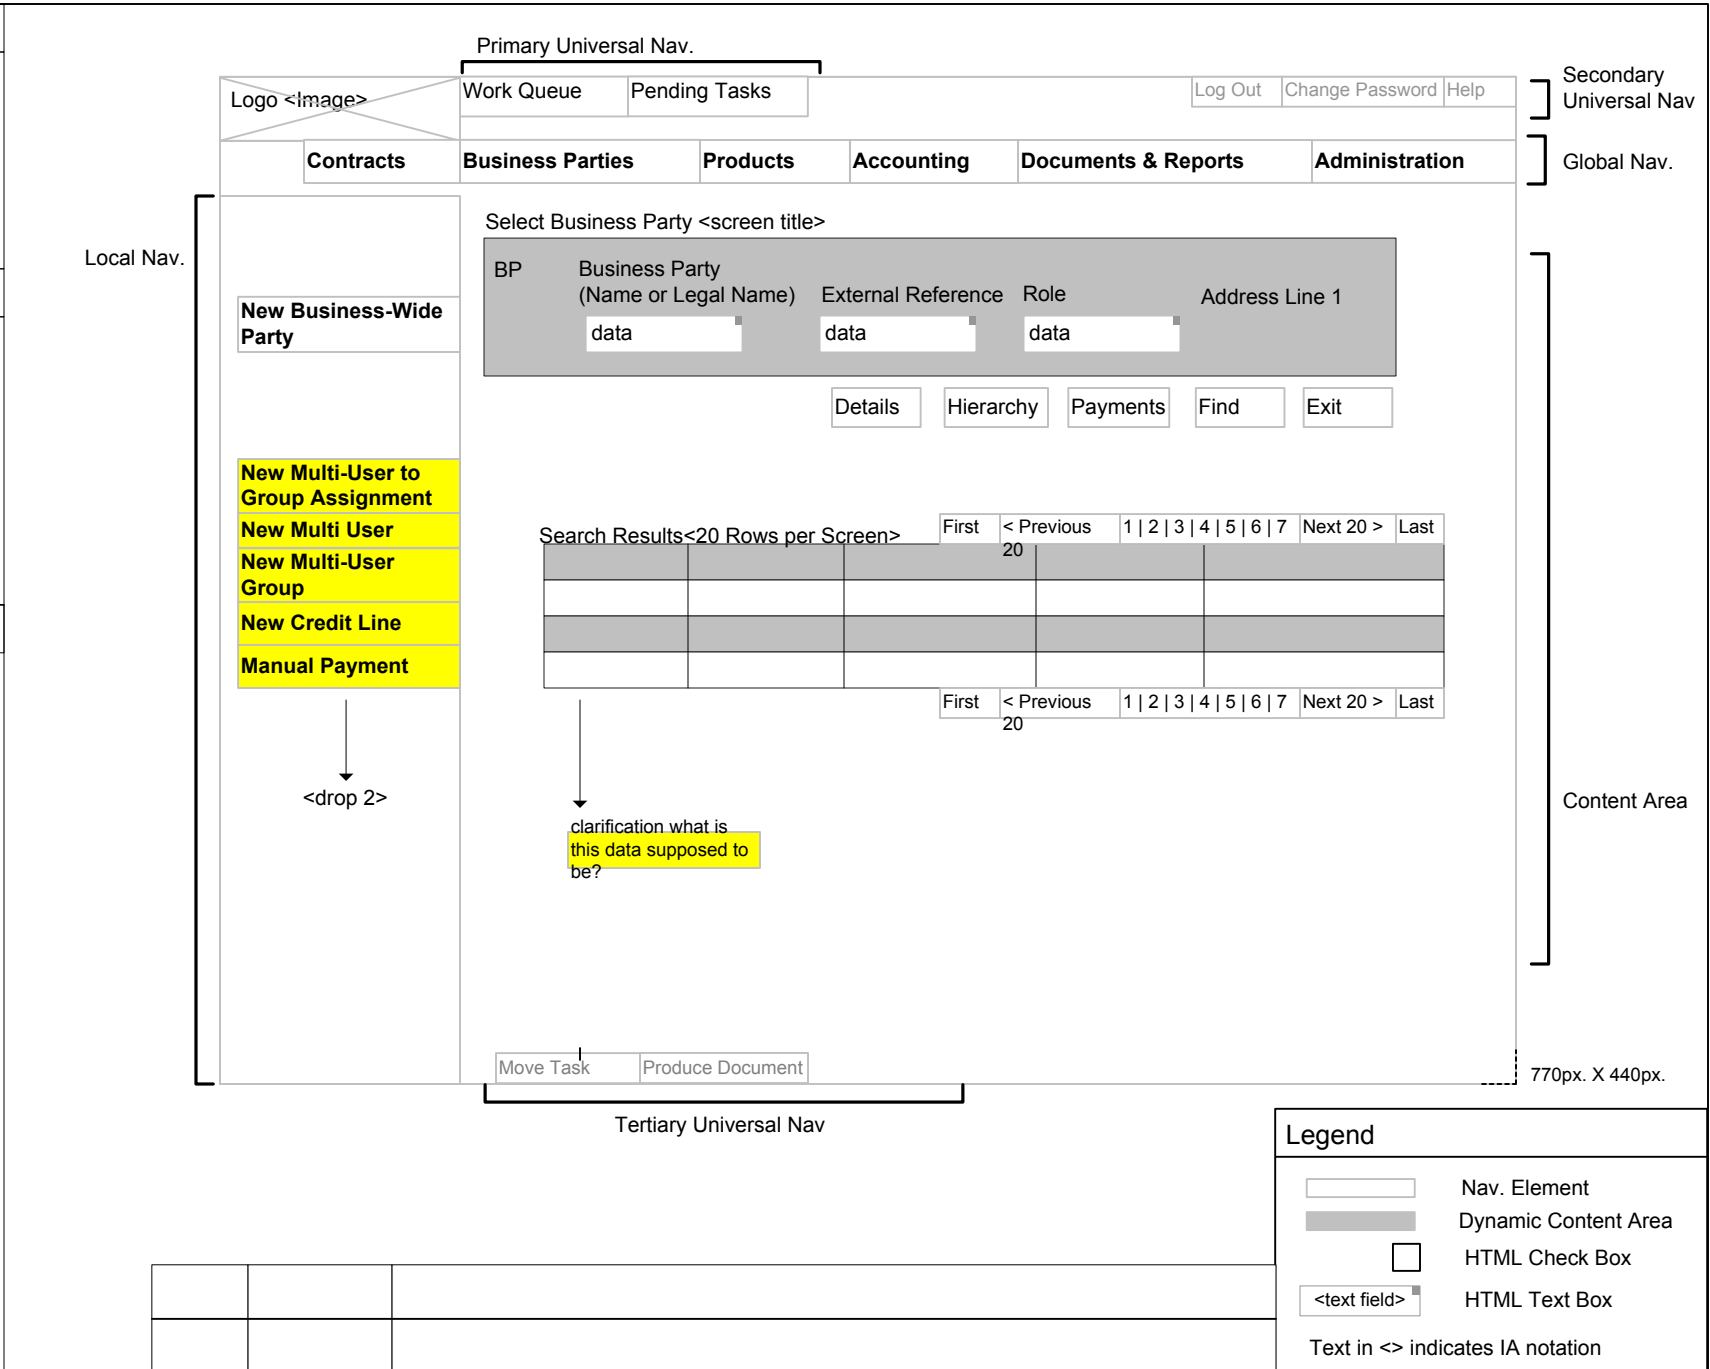 Primary Universal Nav.
Logo <Image>
Work Queue
Pending Tasks
Log Out
Change Password
Help
Secondary
Universal Nav
Contracts
Business Parties
Products
Accounting
Documents & Reports
Administration
Global Nav.
Local Nav.
Select Business Party <screen title>
BP
Business Party
(Name or Legal Name)
External Reference
Role
Address Line 1
data
data
data
New Business-Wide
Party
Details
Hierarchy
Payments
Find
Exit
New Multi-User to
Group Assignment
New Multi User
New Multi-User
Group
New Credit Line
Manual Payment
<drop 2>
Search Results<20 Rows per Screen>
First
< Previous
20
1 | 2 | 3 | 4 | 5 | 6 | 7
Next 20 >
Last
First
< Previous
20
1 | 2 | 3 | 4 | 5 | 6 | 7
Next 20 >
Last
clarification what is
this data supposed to
be?
Content Area
Move Task
Produce Document
770px. X 440px.
Tertiary Universal Nav
Legend
Nav. Element
Dynamic Content Area
HTML Check Box
<text field>
HTML Text Box
Text in <> indicates IA notation